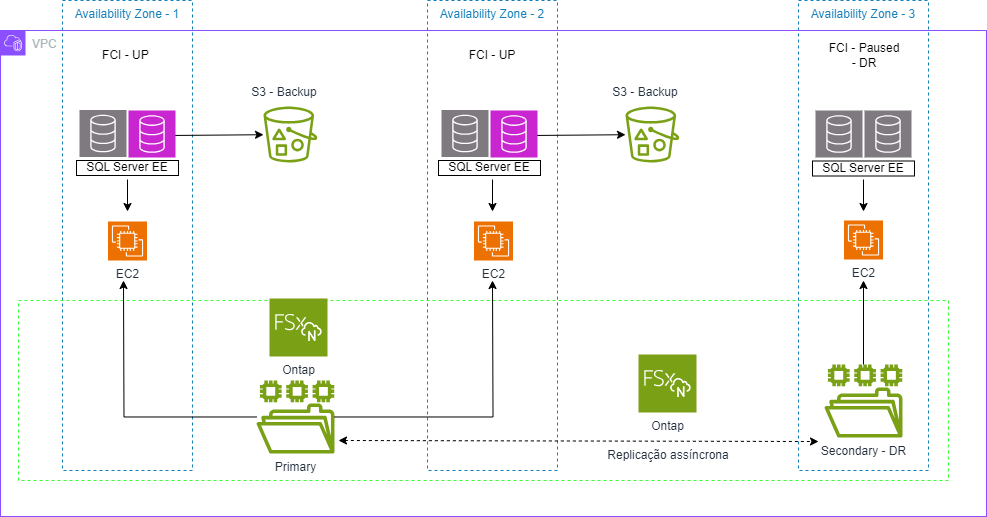 Availability Zone - 1
Availability Zone - 2
Availability Zone - 3
VPC
FCI - UP
FCI - UP
FCI - Paused
- DR
S3 - Backup
S3 - Backup
SQL Server EE
SQL Server EE
SQL Server EE
EC2
EC2
EC2
FSx
N
Ontap
FSx
N
Ontap
Primary
Replicação assíncrona
Secondary - DR